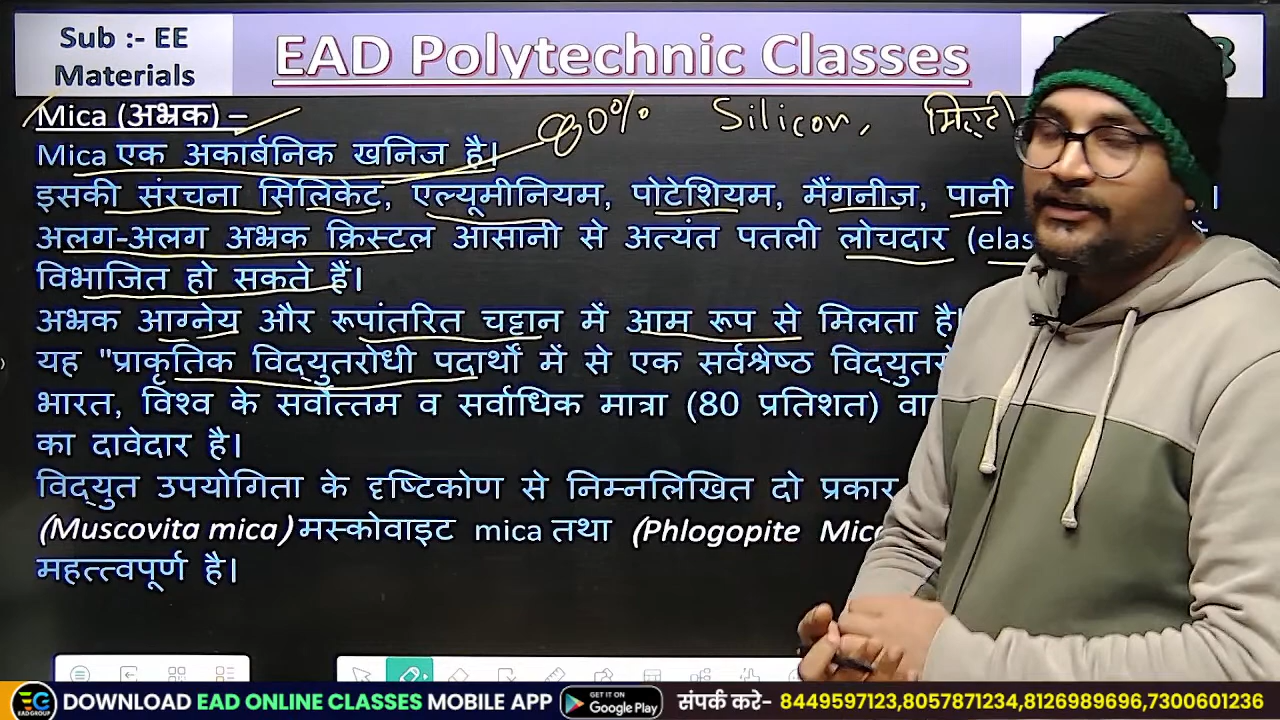 Sub :- EE
Materials
EAD Polytechnic Classes
Mica (अभ्रक) –
80% Silicon, मिट्टी
Mica एक अकार्बनिक खनिज है।
इसकी संरचना सिलिकेट, एल्यूमीनियम, पोटेशियम, मैंगनीज, पानी
अलग-अलग अभ्रक क्रिस्टल आसानी से अत्यंत पतली लोचदार (elas
विभाजित हो सकते हैं।
अभ्रक आग्नेय और रूपांतरित चट्टान में आम रूप से मिलता है।
यह "प्राकृतिक विद्युतरोधी पदार्थों में से एक सर्वश्रेष्ठ
भारत, विश्व के सर्वोत्तम व सर्वाधिक मात्रा (80 प्रतिशत)
का दावेदार है।
विद्युत उपयोगिता के दृष्टिकोण से निम्नलिखित दो प्रकार
(Muscovita mica) मस्कोवाइट mica तथा (Phlogopite Mic
महत्त्वपूर्ण है।
EAD GROUP
DOWNLOAD EAD ONLINE CLASSES MOBILE APP
GET IT ON
Google Play
संपर्क करे- 8449597123,8057871234,8126989696,7300601236